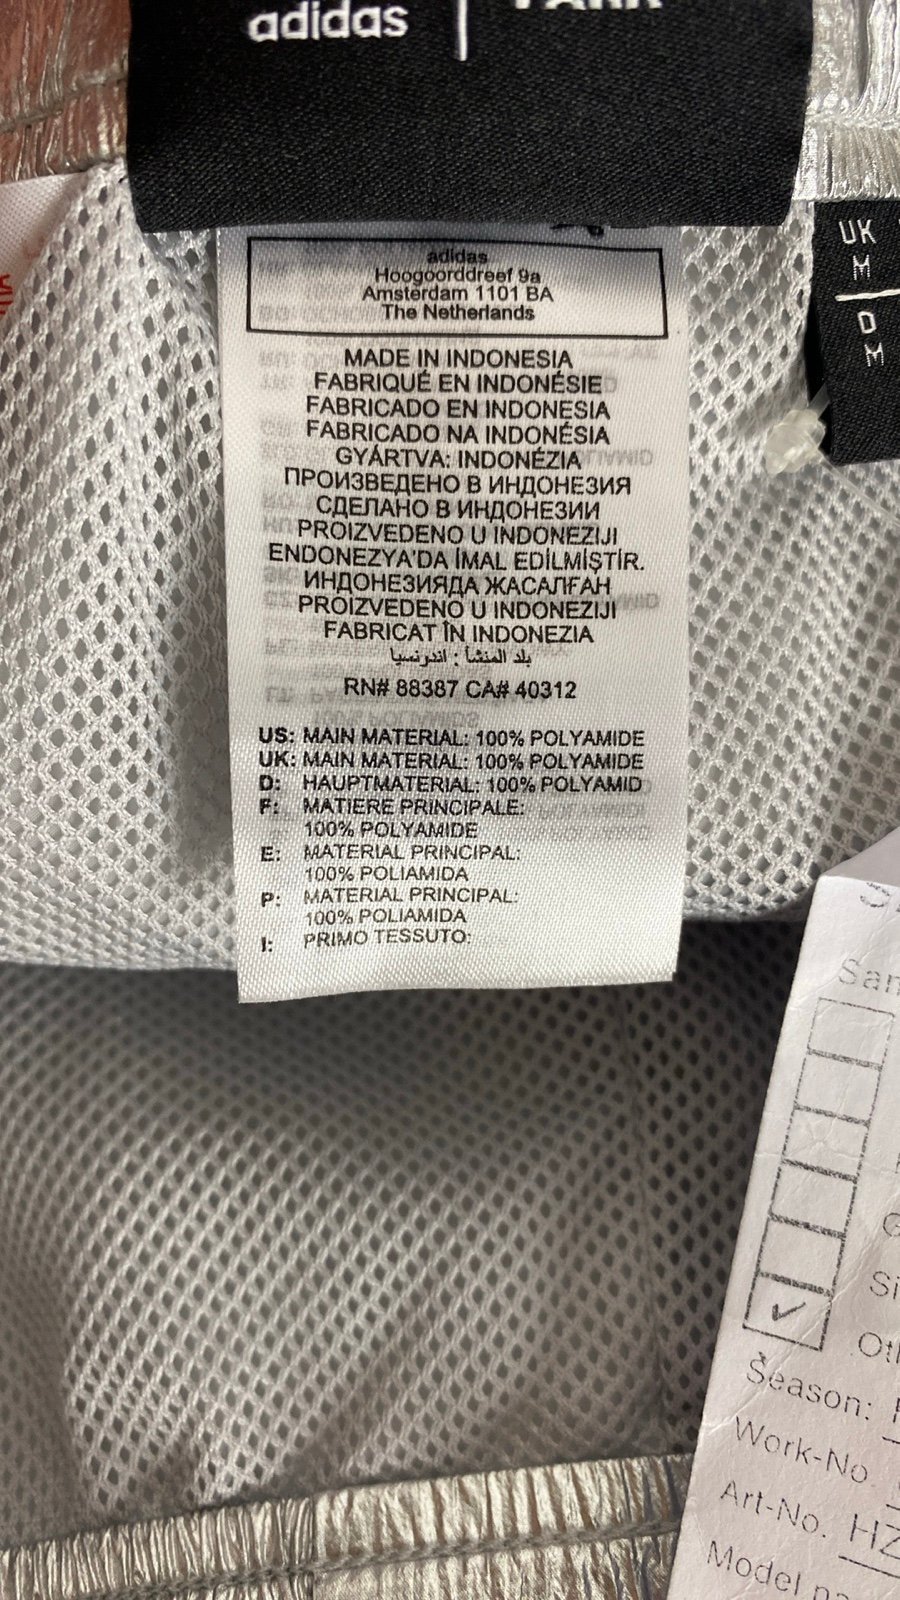 adidas
adidas
Hoogoorddreef 9a
Amsterdam 1101 BA
The Netherlands
MADE IN INDONESIA
FABRIQUÉ EN INDONÉSIE
FABRICADO EN INDONESIA
FABRICADO NA INDONÉSIA
GYÁRTVA: INDONÉZIA
ПРОИЗВЕДЕНО В ИНДОНЕЗИЯ
СДЕЛАНО В ИНДОНЕЗИИ
PROIZVEDENO U INDONEZIJI
ENDONEZYA'DA İMAL EDİLMİŞTİR.
ИНДОНЕЗИЯДА ЖАСАЛҒАН
PROIZVEDENO U INDONEZIJI
FABRICAT ÎN INDONEZIA
بلد المنشأ : اندرنسيا
RN# 88387 CA# 40312
US: MAIN MATERIAL: 100% POLYAMIDE
UK: MAIN MATERIAL: 100% POLYAMIDE
D: HAUPTMATERIAL: 100% POLYAMID
F: MATIERE PRINCIPALE:
100% POLYAMIDE
E: MATERIAL PRINCIPAL:
100% POLIAMIDA
P: MATERIAL PRINCIPAL:
100% POLIAMIDA
I: PRIMO TESSUTO:
UK
M
D
M
Season:
Work-No
Art-No. HZ
Model